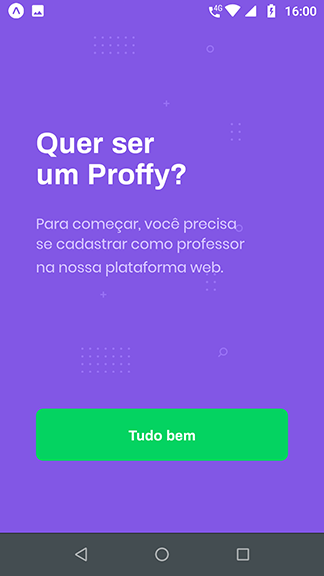 4G 16:00
Quer ser
um Proffy?
Para começar, você precisa
se cadastrar como professor
na nossa plataforma web.
Tudo bem